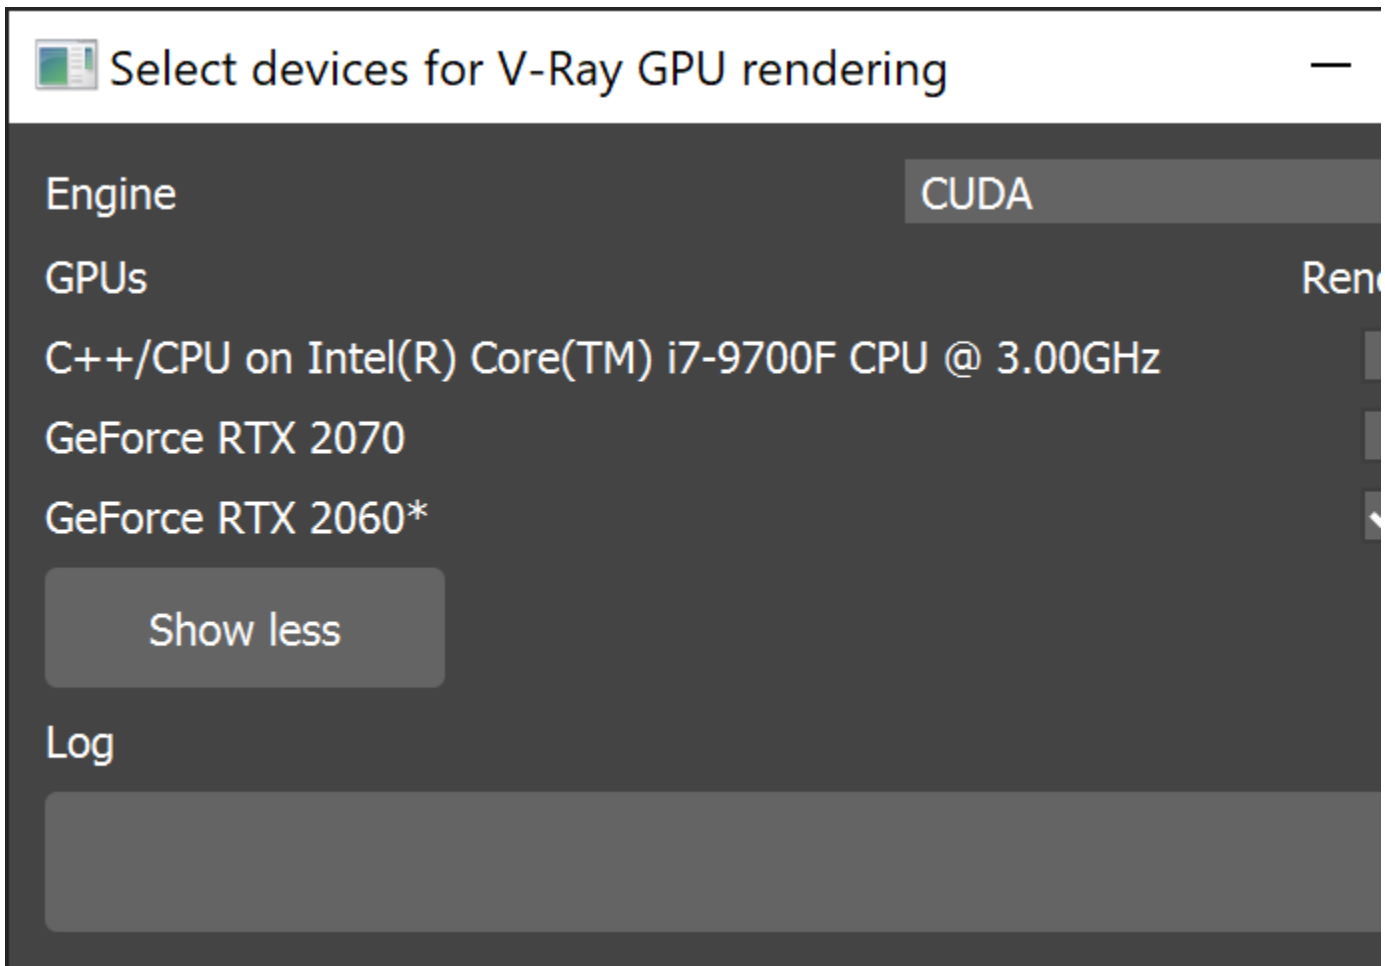 Select devices for V-Ray GPU rendering
Engine CUDA
GPUs
C++/CPU on Intel(R) Core(TM) i7-9700F CPU @ 3.00GHz
GeForce RTX 2070
GeForce RTX 2060*
Show less
Log